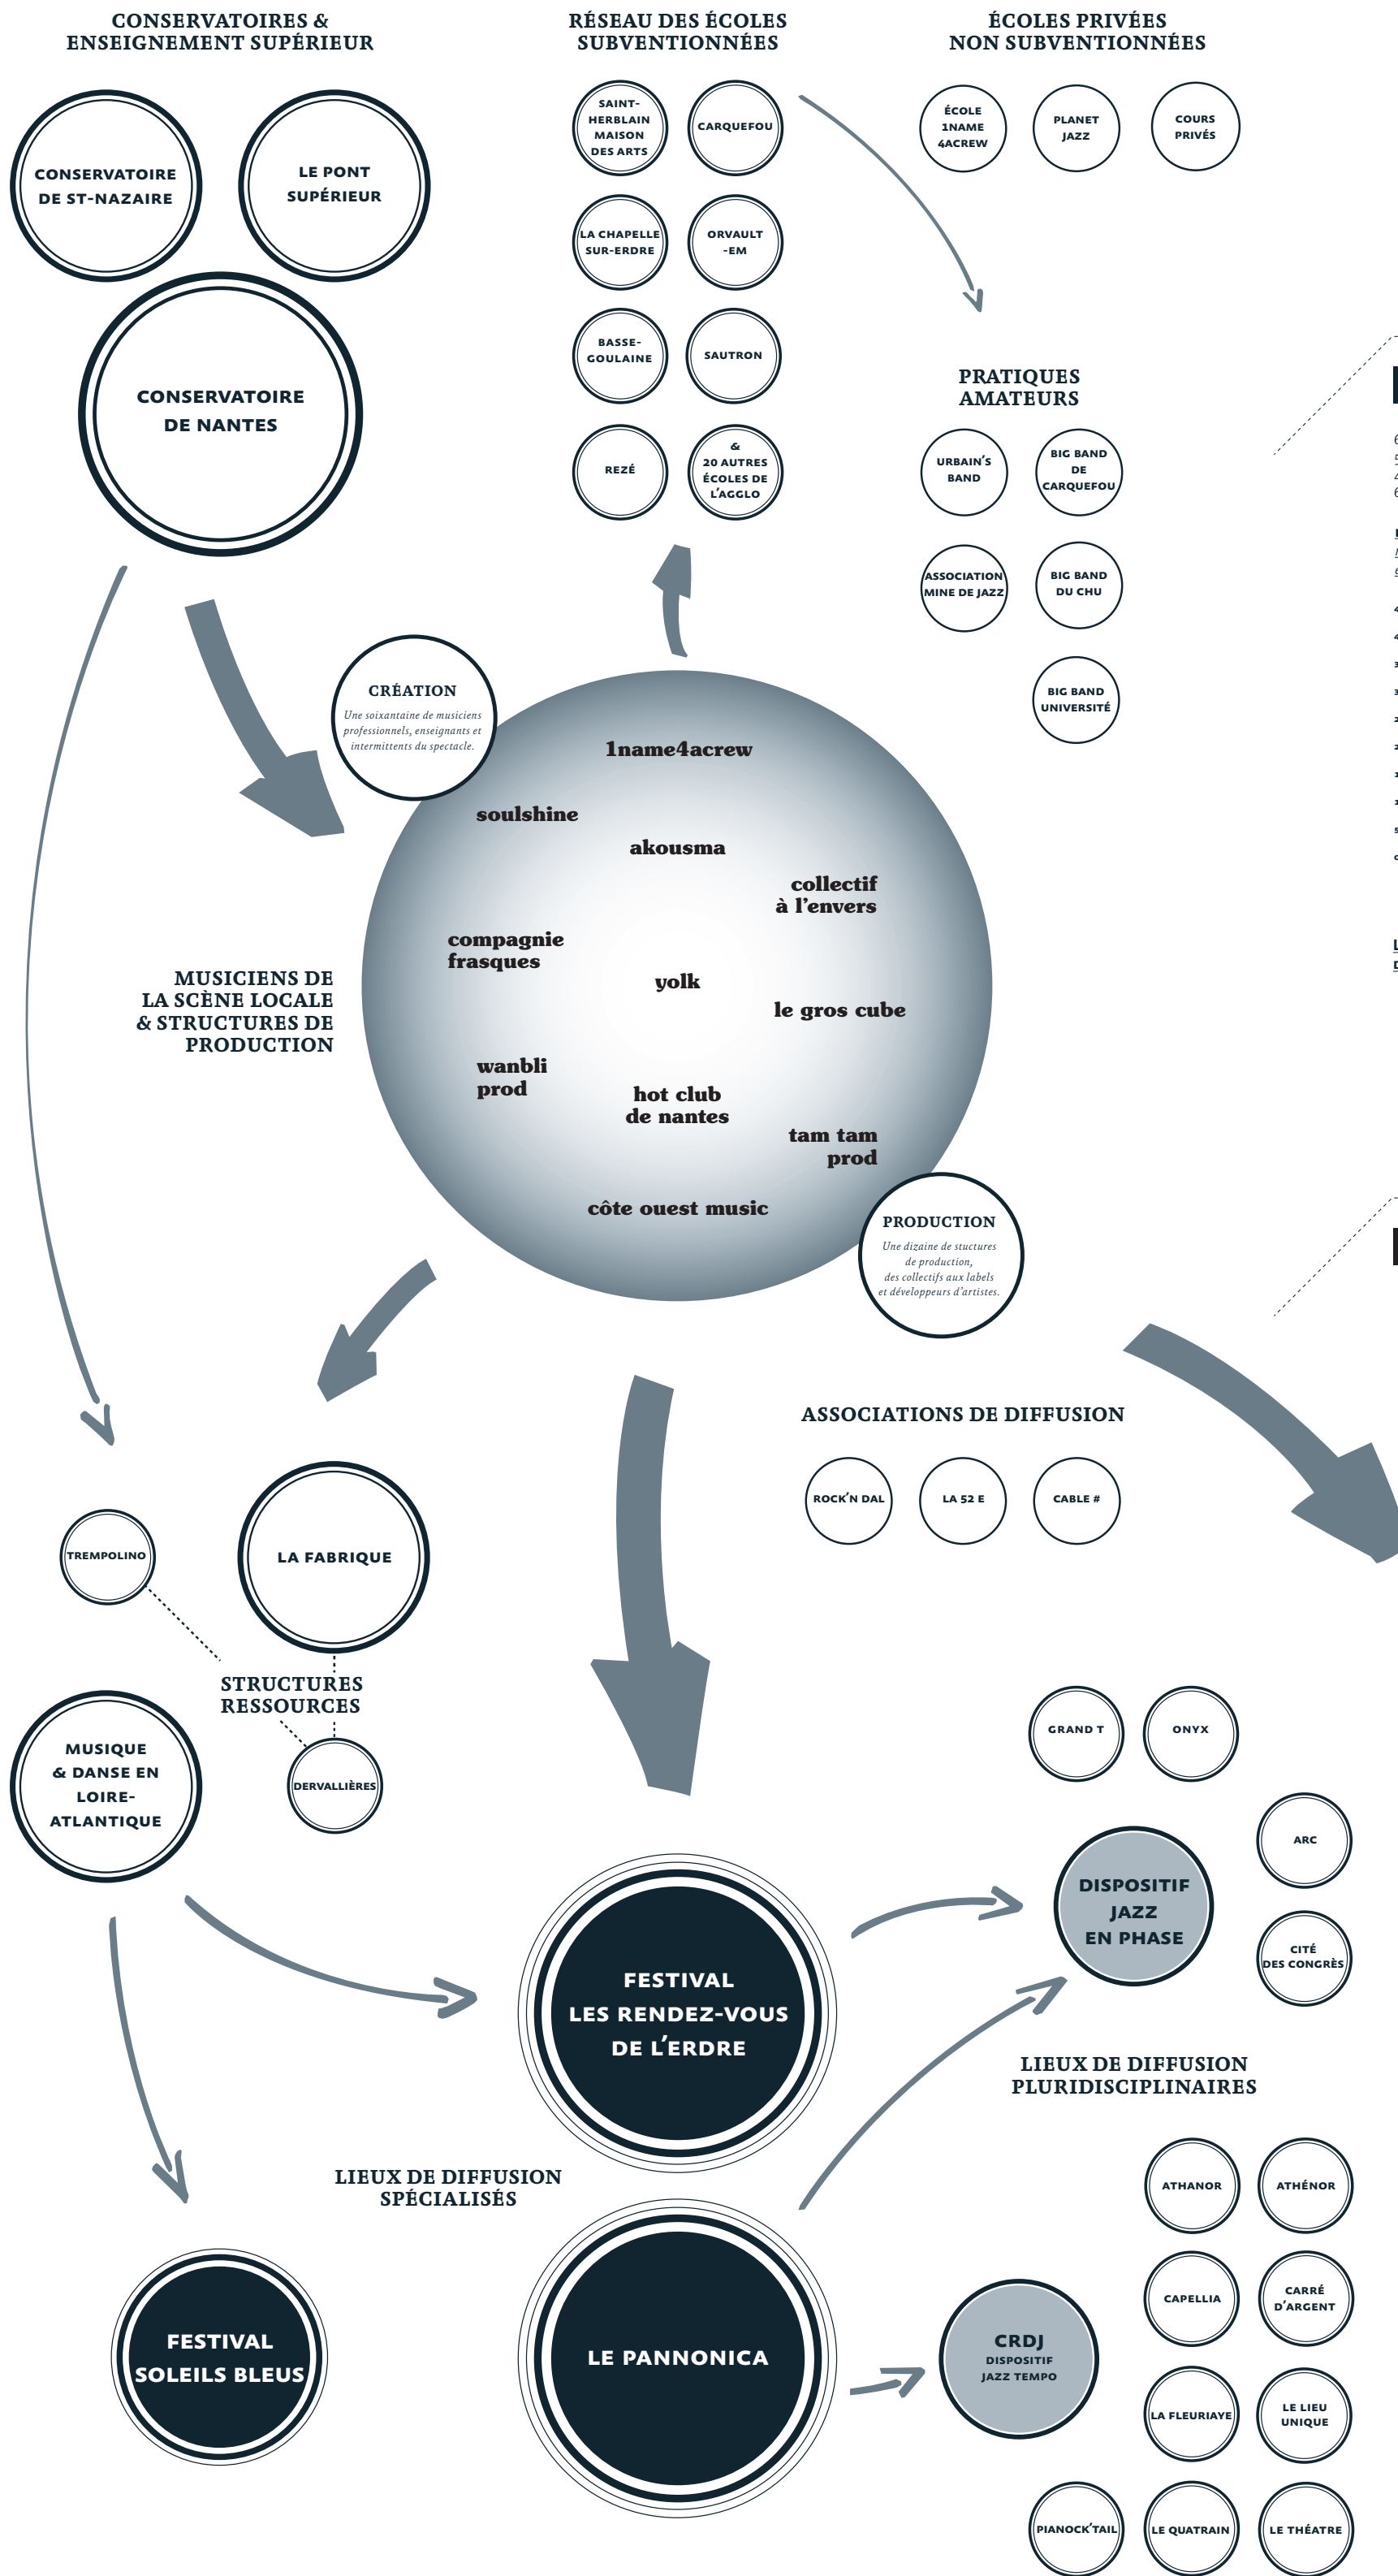 CONSERVATOIRES &
ENSEIGNEMENT SUPÉRIEUR
CONSERVATOIRE
DE ST-NAZAIRE
LE PONT
SUPÉRIEUR
CONSERVATOIRE
DE NANTES
RÉSEAU DES ÉCOLES
SUBVENTIONNÉES
SAINT-
HERBLAIN
MAISON
DES ARTS
CARQUEFOU
LA CHAPELLE
SUR-ERDRE
ORVAULT
-EM
BASSE-
GOULAINE
SAUTRON
REZÉ
&
20 AUTRES
ÉCOLES DE
L'AGGLO
ÉCOLES PRIVÉES
NON SUBVENTIONNÉES
ÉCOLE
1NAME
4ACREW
PLANET
JAZZ
COURS
PRIVÉS
PRATIQUES
AMATEURS
URBAIN'S
BAND
BIG BAND
DE
CARQUEFOU
ASSOCIATION
MINE DE JAZZ
BIG BAND
DU CHU
BIG BAND
UNIVERSITÉ
CRÉATION
Une soixantaine de musiciens
professionnels, enseignants et
intermittents du spectacle.
1name4acrew
soulshine
akousma
collectif
à l'envers
compagnie
frasques
yolk
le gros cube
wanbli
prod
hot club
de nantes
tam tam
prod
côte ouest music
MUSICIENS DE
LA SCÈNE LOCALE
& STRUCTURES DE
PRODUCTION
PRODUCTION
Une dizaine de stuctures
de production,
des collectifs aux labels
et développeurs d'artistes.
ASSOCIATIONS DE DIFFUSION
ROCK'N DAL
LA 52 E
CABLE #
TREMPOLINO
LA FABRIQUE
STRUCTURES
RESSOURCES
MUSIQUE
& DANSE EN
LOIRE-
ATLANTIQUE
DERVALLIÈRES
GRAND T
ONYX
ARC
DISPOSITIF
JAZZ
EN PHASE
CITÉ
DES CONGRÈS
FESTIVAL
LES RENDEZ-VOUS
DE L'ERDRE
LIEUX DE DIFFUSION
PLURIDISCIPLINAIRES
LIEUX DE DIFFUSION
SPÉCIALISÉS
ATHANOR
ATHÉNOR
CAPELLIA
CARRÉ
D'ARGENT
FESTIVAL
SOLEILS BLEUS
LE PANNONICA
CRDJ
DISPOSITIF
JAZZ TEMPO
LA FLEURIAYE
LE LIEU
UNIQUE
PIANOCK'TAIL
LE QUATRAIN
LE THÉATRE